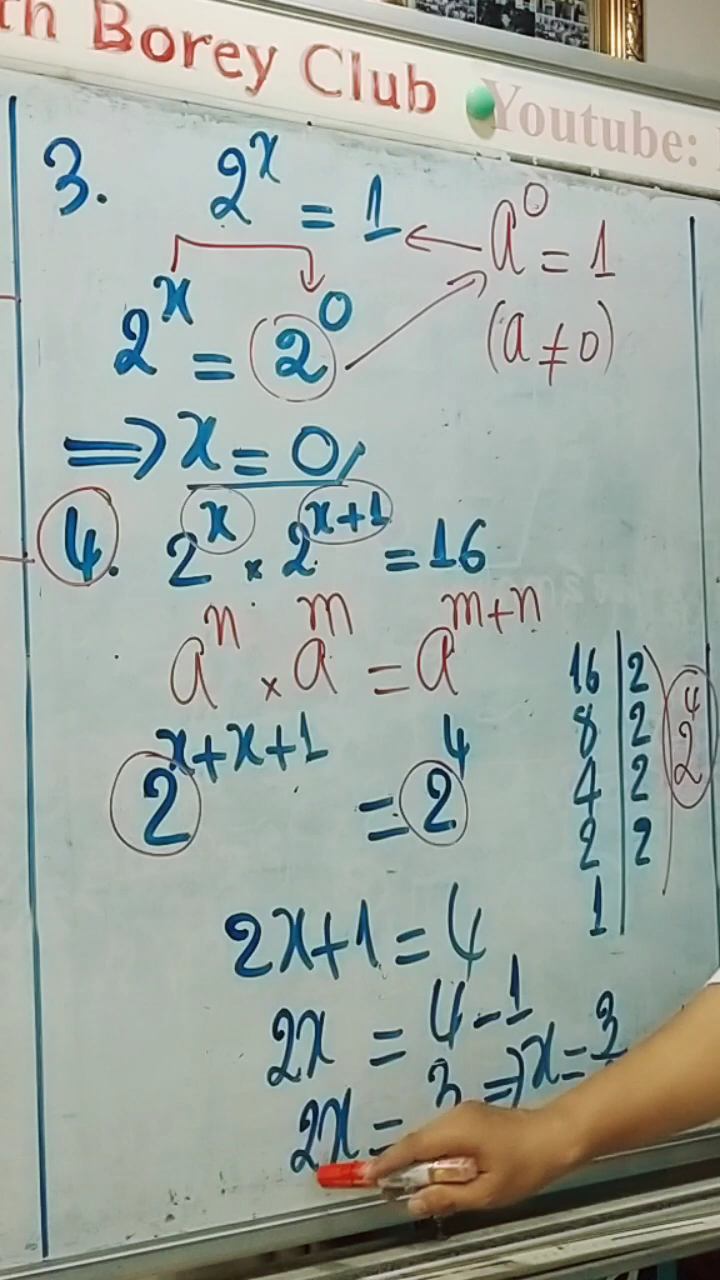 Borey Club Youtube:
3. 2^x = 1 ← a^0 = 1
2^x = 2^0 (a ≠ 0)
⟹ x = 0
4. 2^x × 2^{x+1} = 16
a^n × a^m = a^{m+n}
2^{x+x+1} = 2^4
16 | 2
8 | 2
4 | 2
2 | 2
1
2^4
2x+1 = 4
2x = 4-1
2x = 3 ⟹ x = 3